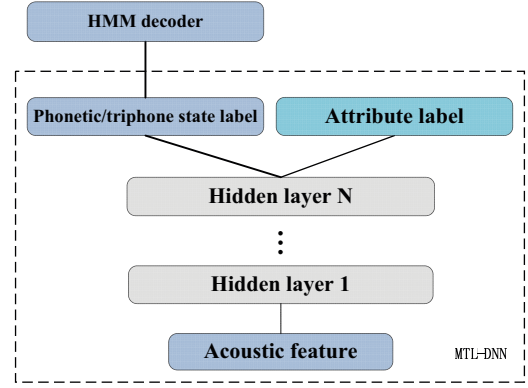 HMM decoder
Phonetic/triphone state label
Attribute label
Hidden layer N
Hidden layer 1
Acoustic feature
MTL-DNN